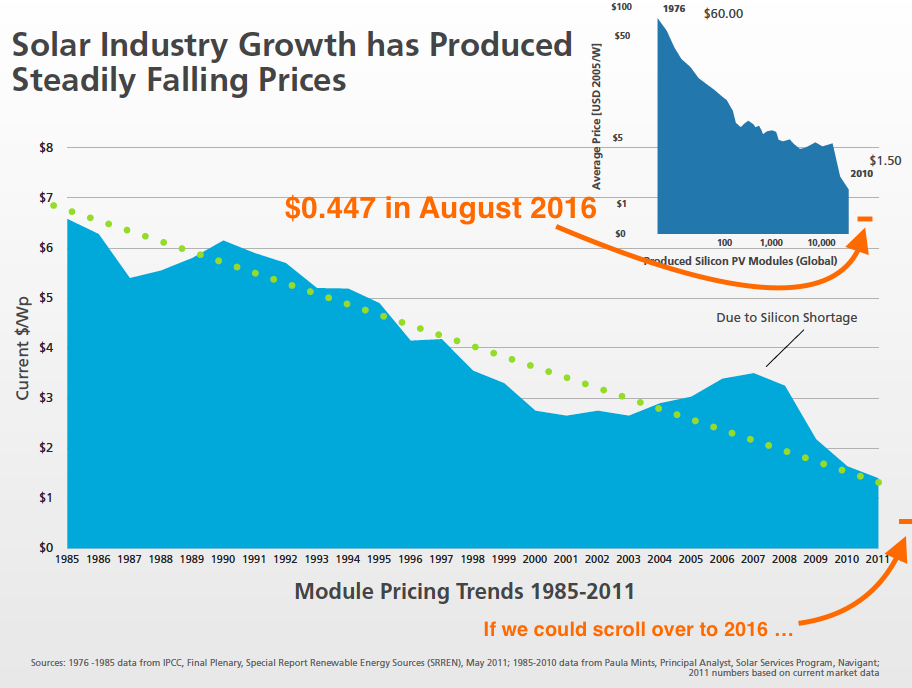 Solar Industry Growth has Produced
Steadily Falling Prices
$100
$50
$5
$1
$0
Average Price [USD 2005/W]
1976
$60.00
$1.50
2010
100
1,000
10,000
Produced Silicon PV Modules (Global)
$0.447 in August 2016
Due to Silicon Shortage
Current $/Wp
$8
$7
$6
$5
$4
$3
$2
$1
$0
1985 1986 1987 1988 1989 1990 1991 1992 1993 1994 1995 1996 1997 1998 1999 2000 2001 2002 2003 2004 2005 2006 2007 2008 2009 2010 2011
Module Pricing Trends 1985-2011
If we could scroll over to 2016 ...
Sources: 1976 -1985 data from IPCC, Final Plenary, Special Report Renewable Energy Sources (SRREN), May 2011; 1985-2010 data from Paula Mints, Principal Analyst, Solar Services Program, Navigant;
2011 numbers based on current market data